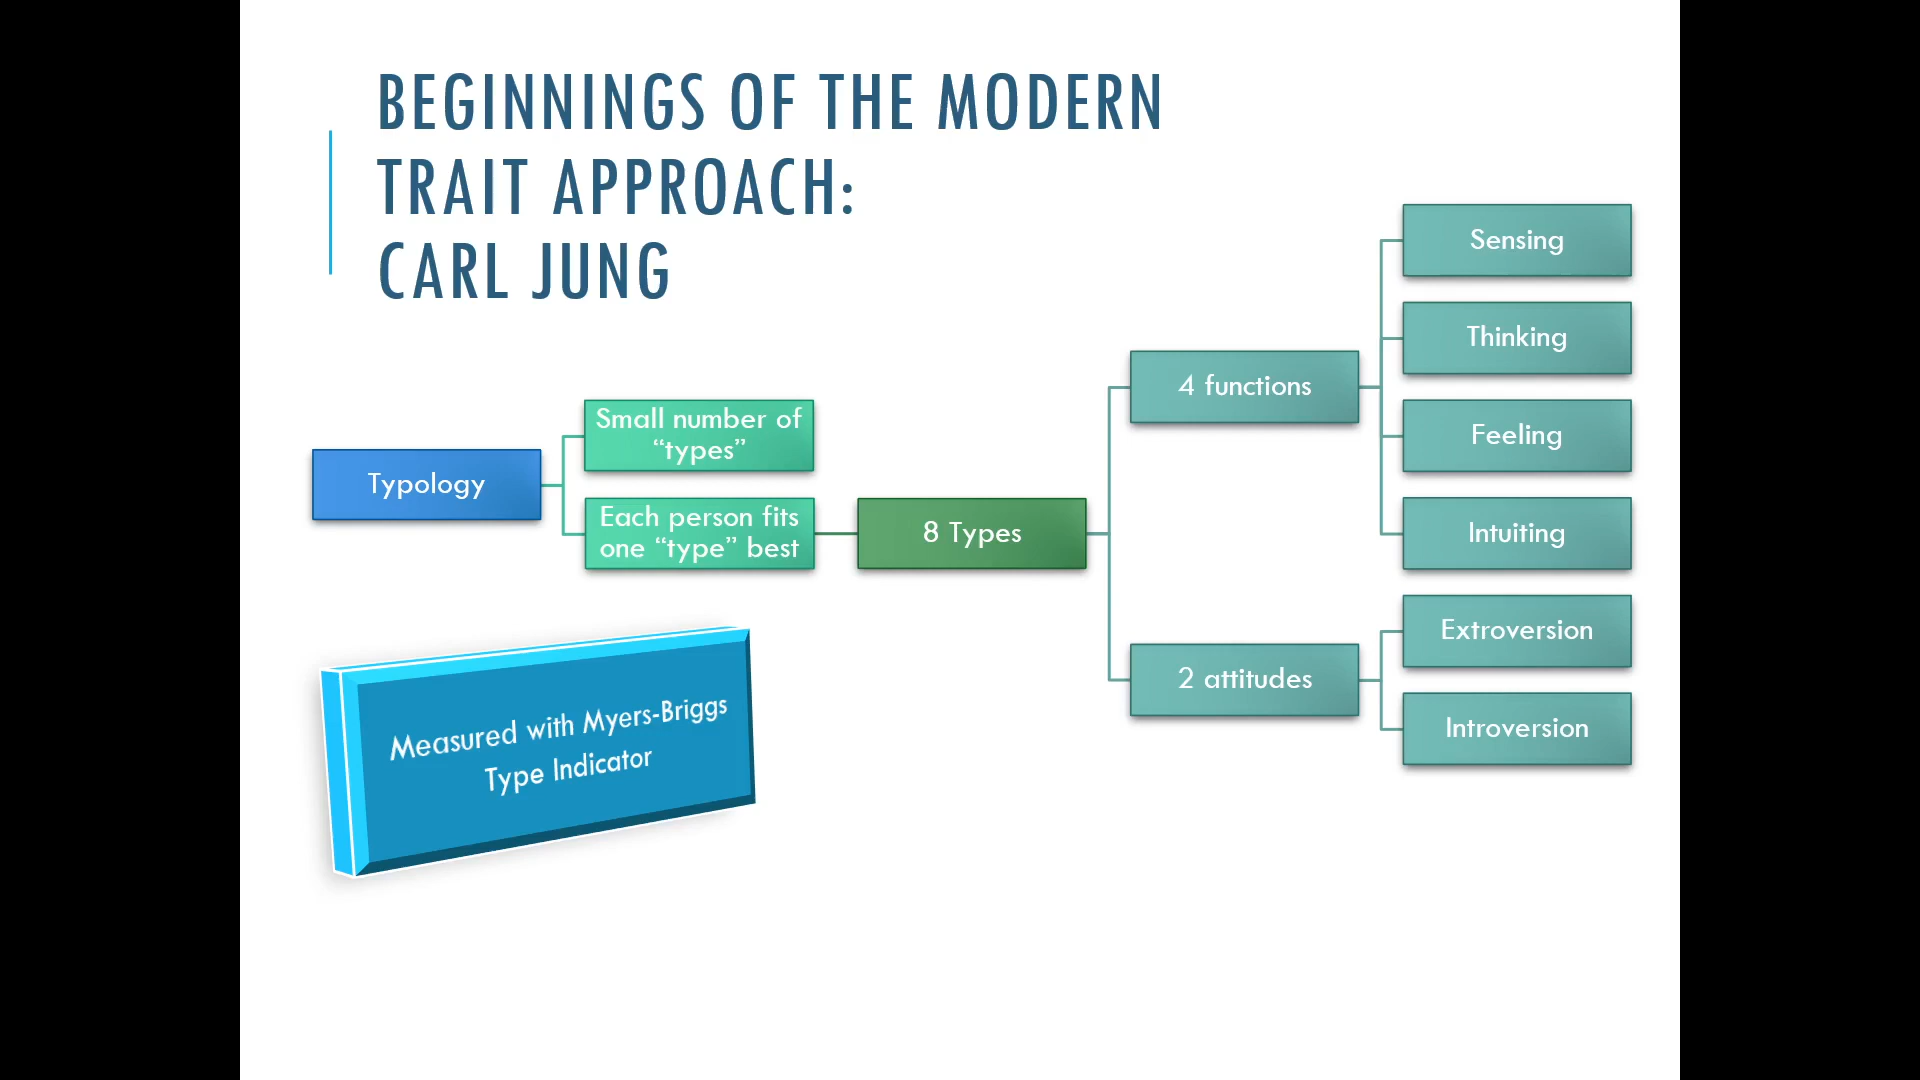 BEGINNINGS OF THE MODERN
TRAIT APPROACH:
CARL JUNG
Typology
Small number of
“types”
Each person fits
one “type” best
8 Types
4 functions
Sensing
Thinking
Feeling
Intuiting
2 attitudes
Extroversion
Introversion
Measured with Myers-Briggs
Type Indicator